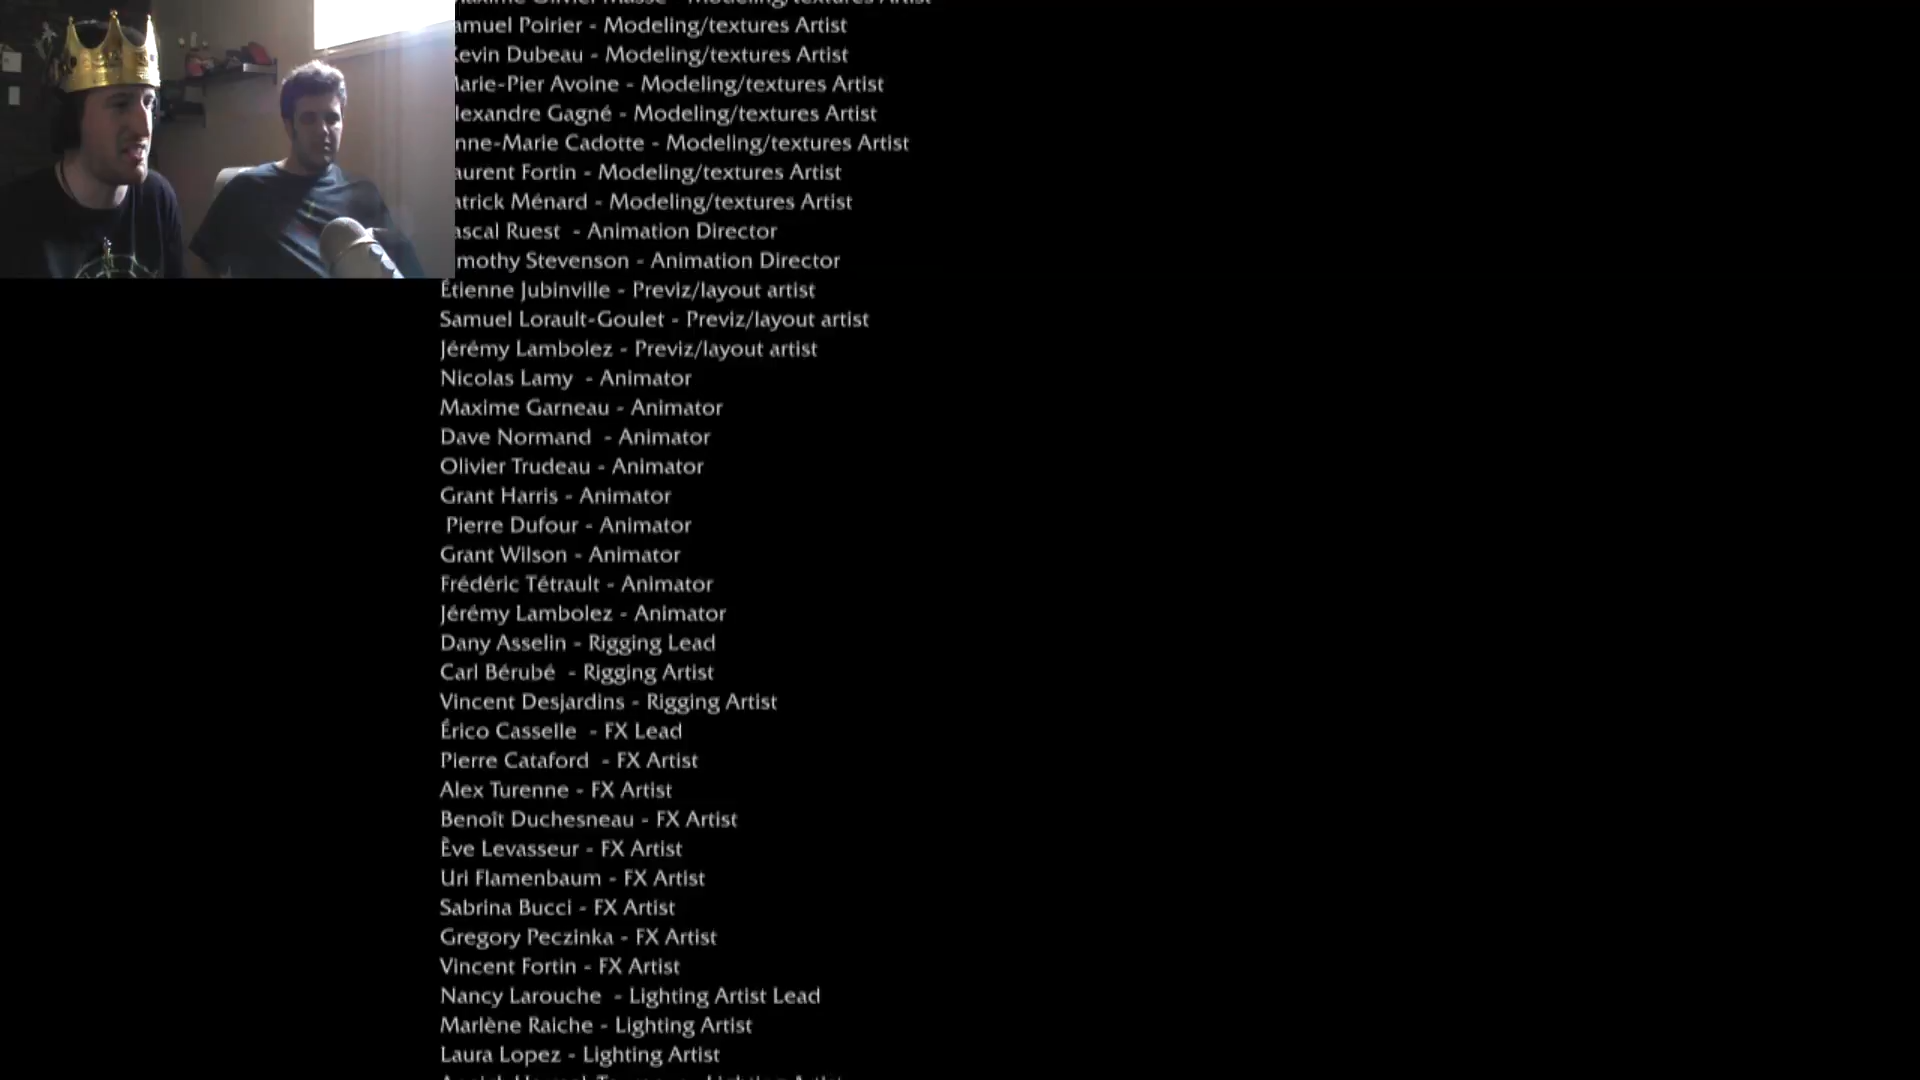 Samuel Poirier - Modeling/textures Artist
Kevin Dubeau - Modeling/textures Artist
Marie-Pier Avoine - Modeling/textures Artist
lexandre Gagné - Modeling/textures Artist
nne-Marie Cadotte - Modeling/textures Artist
aurent Fortin - Modeling/textures Artist
atrick Ménard - Modeling/textures Artist
ascal Ruest - Animation Director
mothy Stevenson - Animation Director
Étienne Jubinville - Previz/layout artist
Samuel Lorault-Goulet - Previz/layout artist
Jérémy Lambolez - Previz/layout artist
Nicolas Lamy - Animator
Maxime Garneau - Animator
Dave Normand - Animator
Olivier Trudeau - Animator
Grant Harris - Animator
Pierre Dufour - Animator
Grant Wilson - Animator
Frédéric Tétrault - Animator
Jérémy Lambolez - Animator
Dany Asselin - Rigging Lead
Carl Bérubé - Rigging Artist
Vincent Desjardins - Rigging Artist
Érico Casselle - FX Lead
Pierre Cataford - FX Artist
Alex Turenne - FX Artist
Benoît Duchesneau - FX Artist
Ève Levasseur - FX Artist
Uri Flamenbaum - FX Artist
Sabrina Bucci - FX Artist
Gregory Peczinka - FX Artist
Vincent Fortin - FX Artist
Nancy Larouche - Lighting Artist Lead
Marlène Raiche - Lighting Artist
Laura Lopez - Lighting Artist